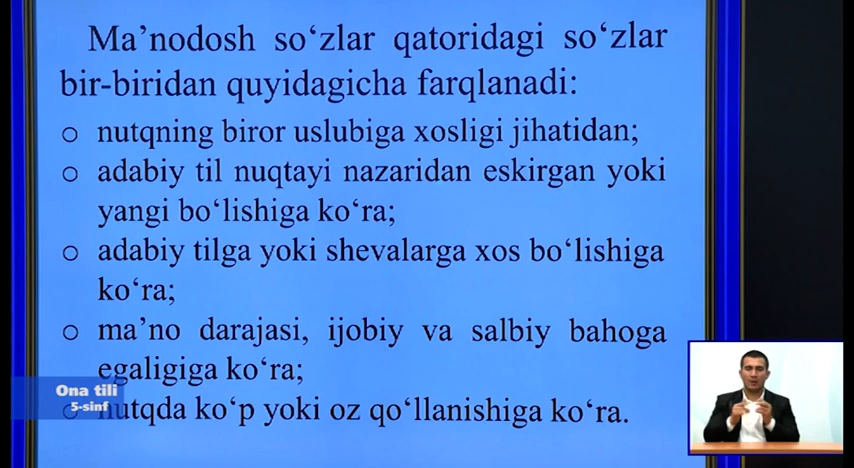 Ma’nodosh so‘zlar qatoridagi so‘zlar
bir-biridan quyidagicha farqlanadi:
o nutqning biror uslubiga xosligi jihatidan;
o adabiy til nuqtayi nazaridan eskirgan yoki
yangi bo‘lishiga ko‘ra;
o adabiy tilga yoki shevalarga xos bo‘lishiga
ko‘ra;
o ma’no darajasi, ijobiy va salbiy bahoga
egaligiga ko‘ra;
o nutqda ko‘p yoki oz qo‘llanishiga ko‘ra.
Ona tili
5-sinf